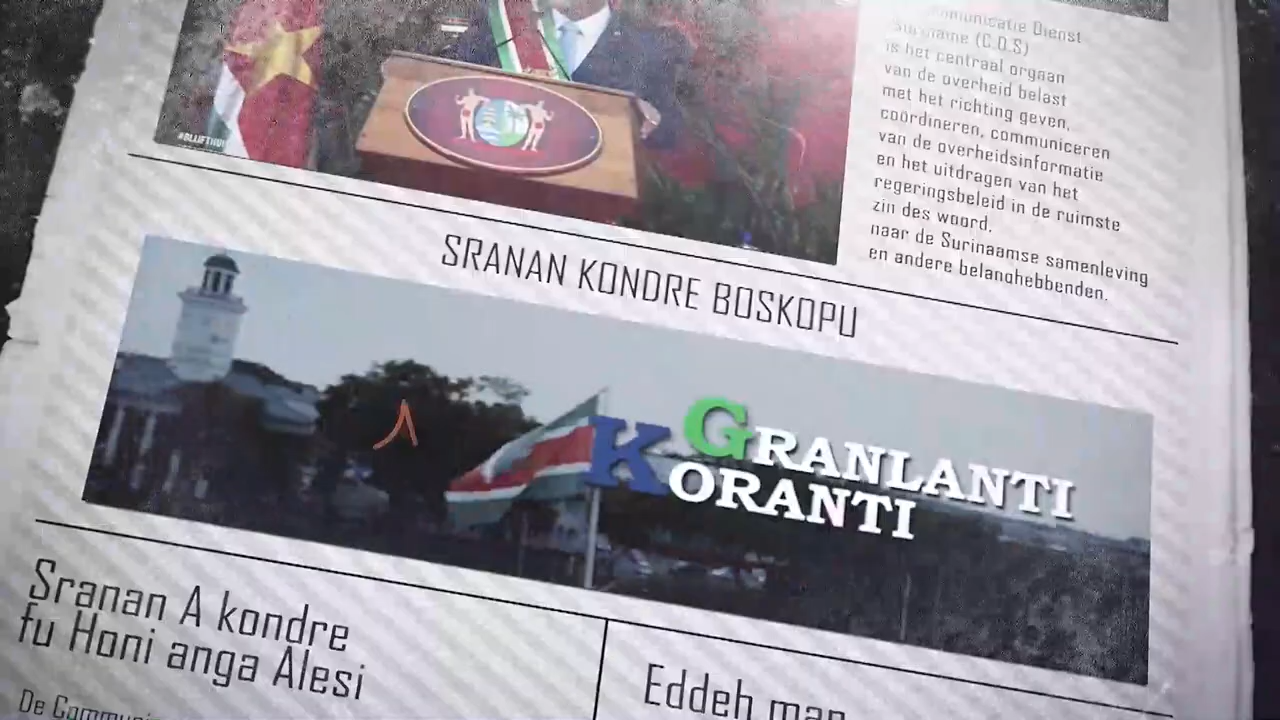 Dienst
(C.D.S)
is het centraal orgaan
van de overheid belast
met het richting geven,
coördineren, communiceren
van de overheidsinformatie
en het uitdragen van het
regeringsbeleid in de ruimste
zin des woord,
naar de Surinaamse samenleving
en andere belanghebbenden.
SRANAN KONDRE BOSKOPU
GRANLANTI
KORANTI
Sranan A kondre
fu Honi anga Alesi
De
Eddeh man